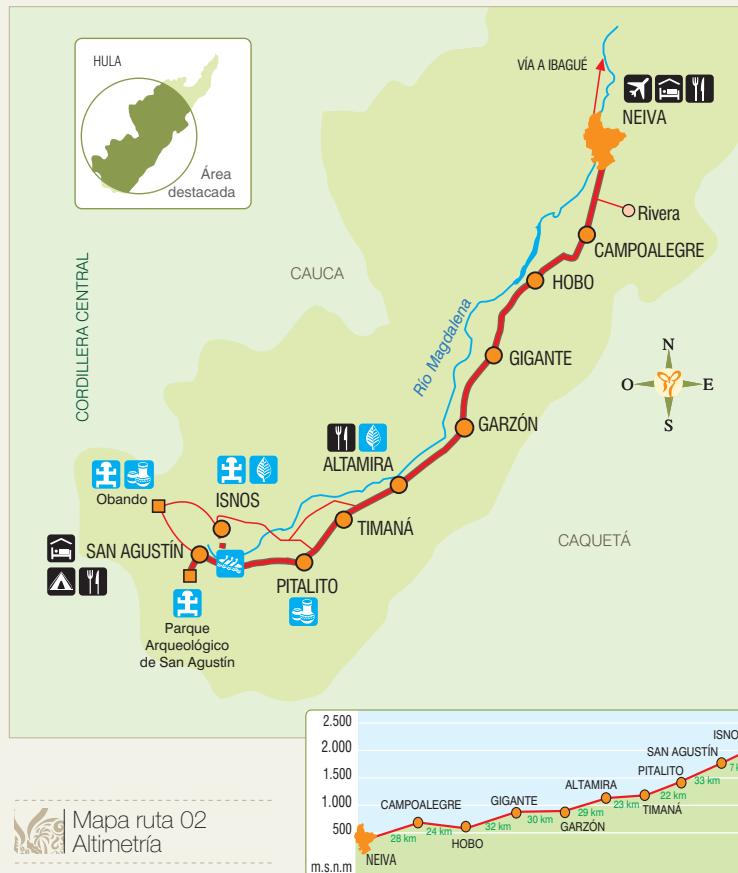 HULA
Área
destacada
VÍA A IBAGUÉ
NEIVA
Rivera
CAMPOALEGRE
CAUCA
HOBO
CORDILLERA CENTRAL
Río Magdalena
GIGANTE
N
O
E
S
GARZÓN
ALTAMIRA
Obando
ISNOS
TIMANÁ
CAQUETÁ
SAN AGUSTÍN
PITALITO
Parque
Arqueológico
de San Agustín
2.500
2.000
1.500
1.000
500
m.s.n.m
NEIVA
28 km
CAMPOALEGRE
24 km
HOBO
32 km
GIGANTE
30 km
GARZÓN
29 km
ALTAMIRA
23 km
TIMANÁ
22 km
PITALITO
33 km
SAN AGUSTÍN
7
ISNO
Mapa ruta 02
Altimetría